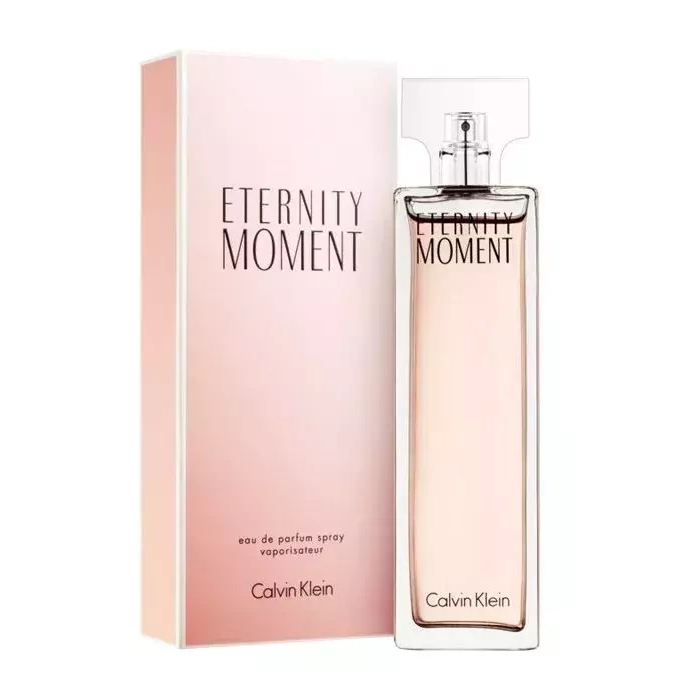 ETERNITY
MOMENT
eau de parfum spray
vaporisateur
Calvin Klein
ETERNITY
MOMENT
Calvin Klein